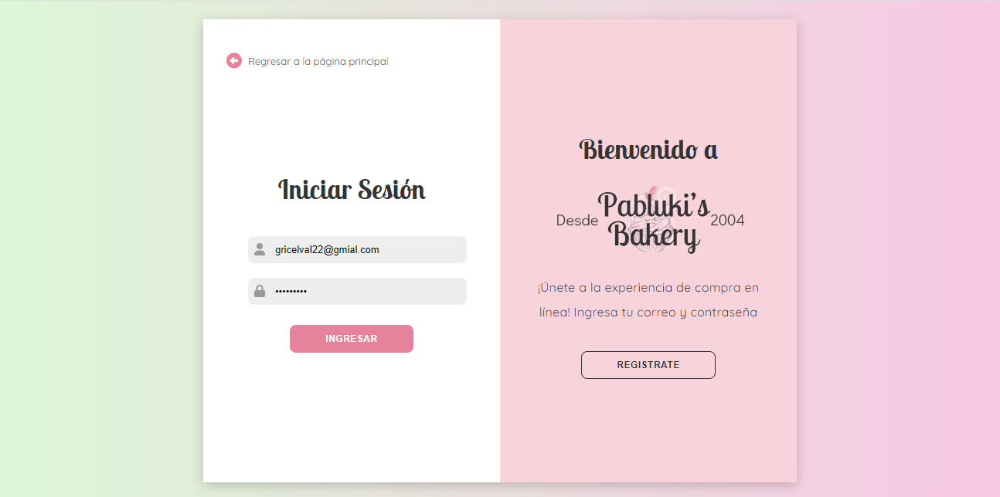 Regresar a la página principal
Iniciar Sesión
gricelval22@gmial.com
•••••••••
INGRESAR
Bienvenido a
Desde Pabluki's Bakery 2004
¡Únete a la experiencia de compra en
línea! Ingresa tu correo y contraseña
REGISTRATE